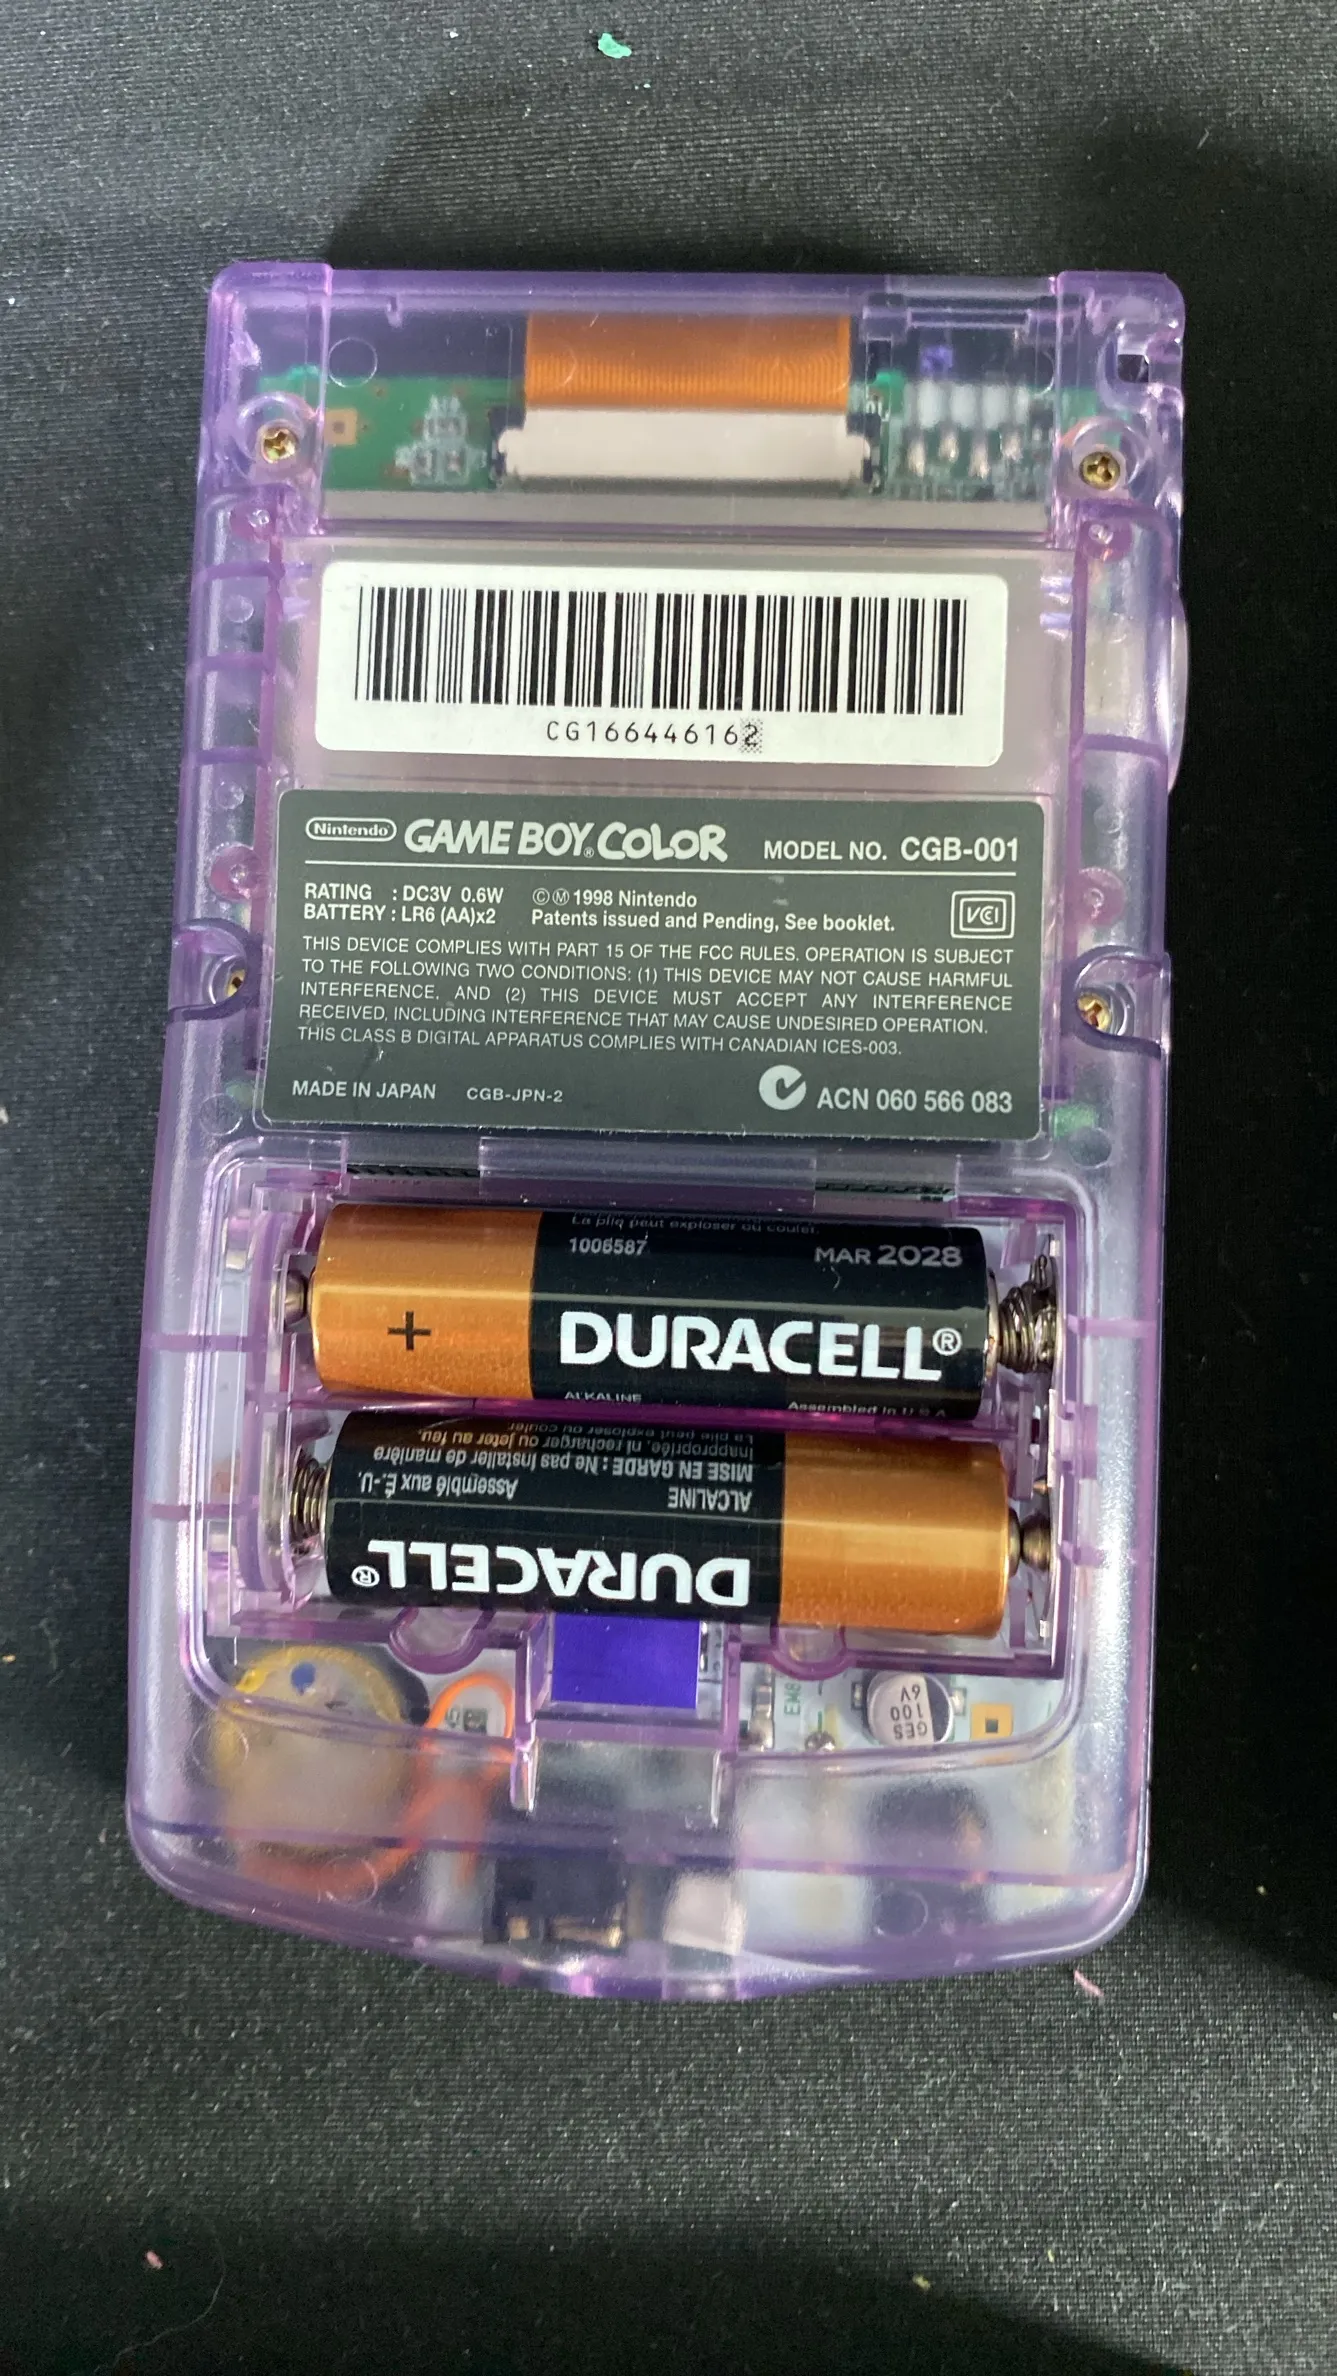 CG166446162
Nintendo GAME BOY® COLOR MODEL NO. CGB-001
RATING : DC3V 0.6W ©Ⓜ1998 Nintendo
BATTERY : LR6 (AA)x2 Patents issued and Pending, See booklet.
VCI
THIS DEVICE COMPLIES WITH PART 15 OF THE FCC RULES. OPERATION IS SUBJECT
TO THE FOLLOWING TWO CONDITIONS: (1) THIS DEVICE MAY NOT CAUSE HARMFUL
INTERFERENCE, AND (2) THIS DEVICE MUST ACCEPT ANY INTERFERENCE
RECEIVED, INCLUDING INTERFERENCE THAT MAY CAUSE UNDESIRED OPERATION.
THIS CLASS B DIGITAL APPARATUS COMPLIES WITH CANADIAN ICES-003.
MADE IN JAPAN CGB-JPN-2 ACN 060 566 083
La pile peut exploser ou couler.
1006587 MAR 2028
+ DURACELL®
ALKALINE Assembled in U.S.A.
DURACELL®
ALCALINE Assemblé aux É.-U.
MISE EN GARDE : Ne pas installer de manière
inappropriée, ni recharger ou jeter au feu.
La pile peut exploser ou couler.
EM8
GES
100
6V